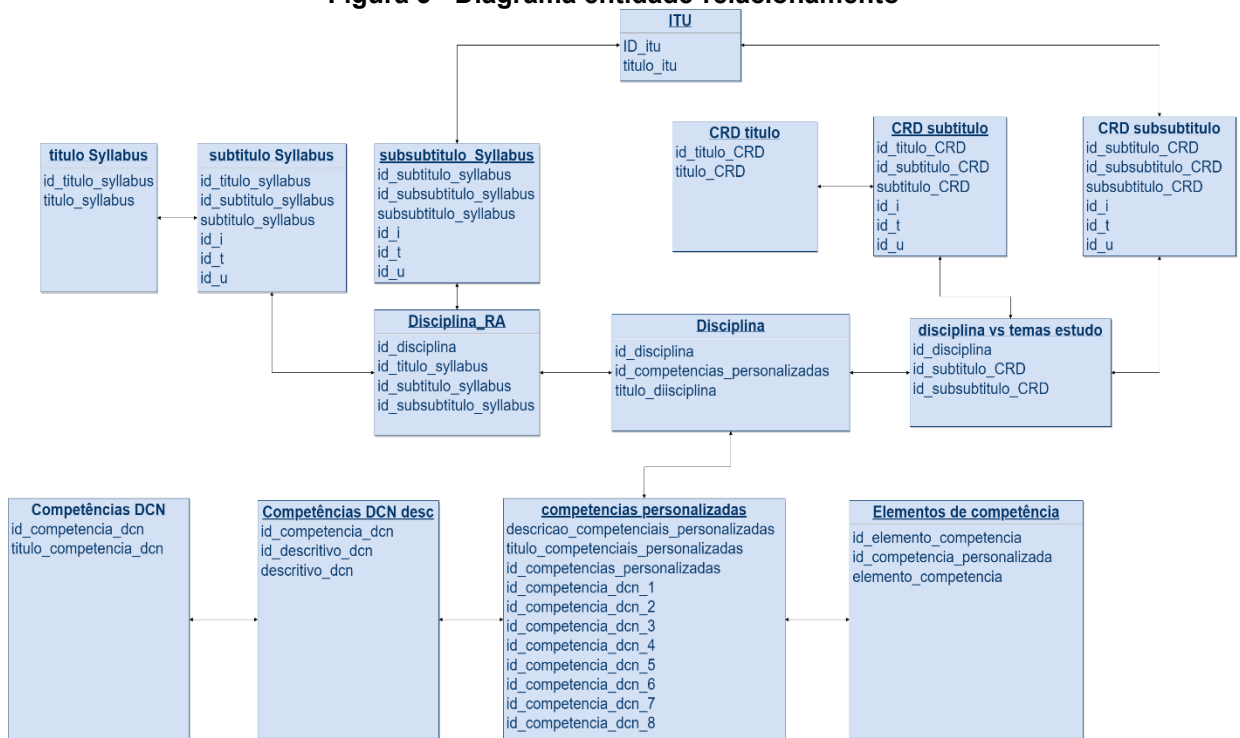 Figura 3 - Diagrama entidade relacionamento
ITU
ID_itu
titulo_itu
titulo Syllabus
id_titulo_syllabus
titulo_syllabus
subtitulo Syllabus
id_titulo_syllabus
id_subtitulo_syllabus
subtitulo_syllabus
id_i
id_t
id_u
subsubtitulo_Syllabus
id_subtitulo_syllabus
id_subsubtitulo_syllabus
subsubtitulo_syllabus
id_i
id_t
id_u
CRD titulo
id_titulo_CRD
titulo_CRD
CRD subtitulo
id_titulo_CRD
id_subtitulo_CRD
subtitulo_CRD
id_i
id_t
id_u
CRD subsubtitulo
id_subtitulo_CRD
id_subsubtitulo_CRD
subsubtitulo_CRD
id_i
id_t
id_u
Disciplina_RA
id_disciplina
id_titulo_syllabus
id_subtitulo_syllabus
id_subsubtitulo_syllabus
Disciplina
id_disciplina
id_competencias_personalizadas
titulo_diisciplina
disciplina vs temas estudo
id_disciplina
id_subtitulo_CRD
id_subsubtitulo_CRD
Competências DCN
id_competencia_dcn
titulo_competencia_dcn
Competências DCN desc
id_competencia_dcn
id_descritivo_dcn
descritivo_dcn
competencias personalizadas
descricao_competenciais_personalizadas
titulo_competenciais_personalizadas
id_competencias_personalizadas
id_competencia_dcn_1
id_competencia_dcn_2
id_competencia_dcn_3
id_competencia_dcn_4
id_competencia_dcn_5
id_competencia_dcn_6
id_competencia_dcn_7
id_competencia_dcn_8
Elementos de competência
id_elemento_competencia
id_competencia_personalizada
elemento_competencia